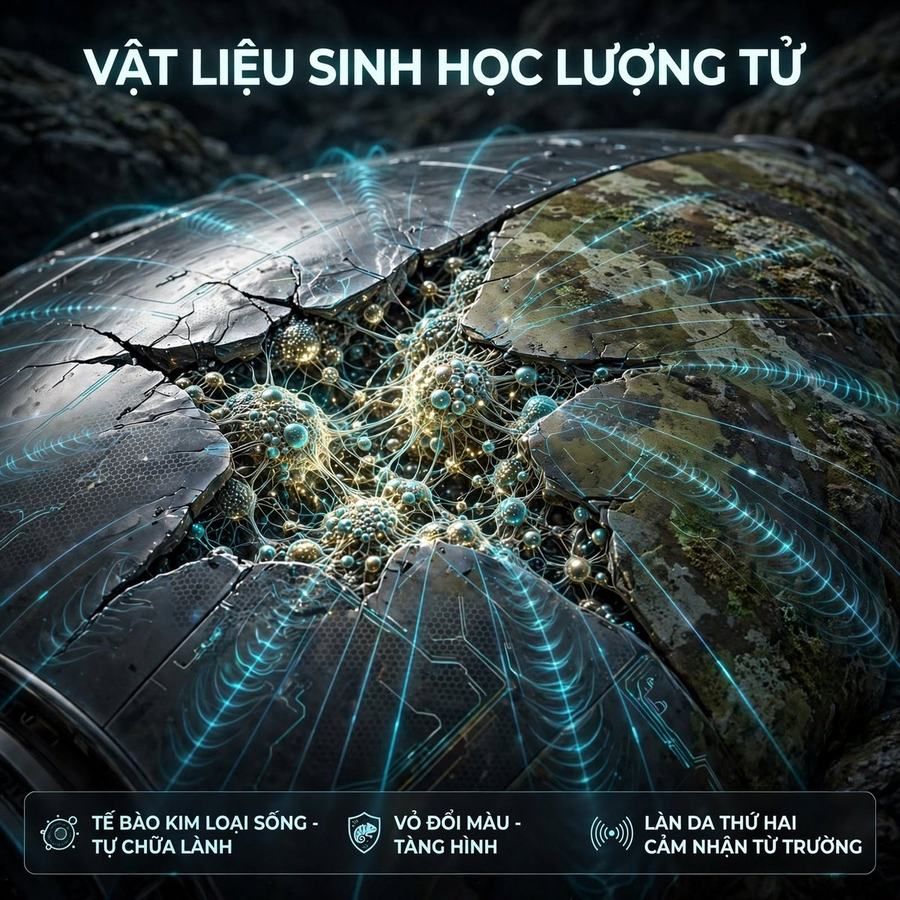 VẬT LIỆU SINH HỌC LƯỢNG TỬ
TẾ BÀO KIM LOẠI SỐNG -
TỰ CHỮA LÀNH
VỎ ĐỔI MÀU -
TÀNG HÌNH
LÀN DA THỨ HAI
CẢM NHẬN TỪ TRƯỜNG